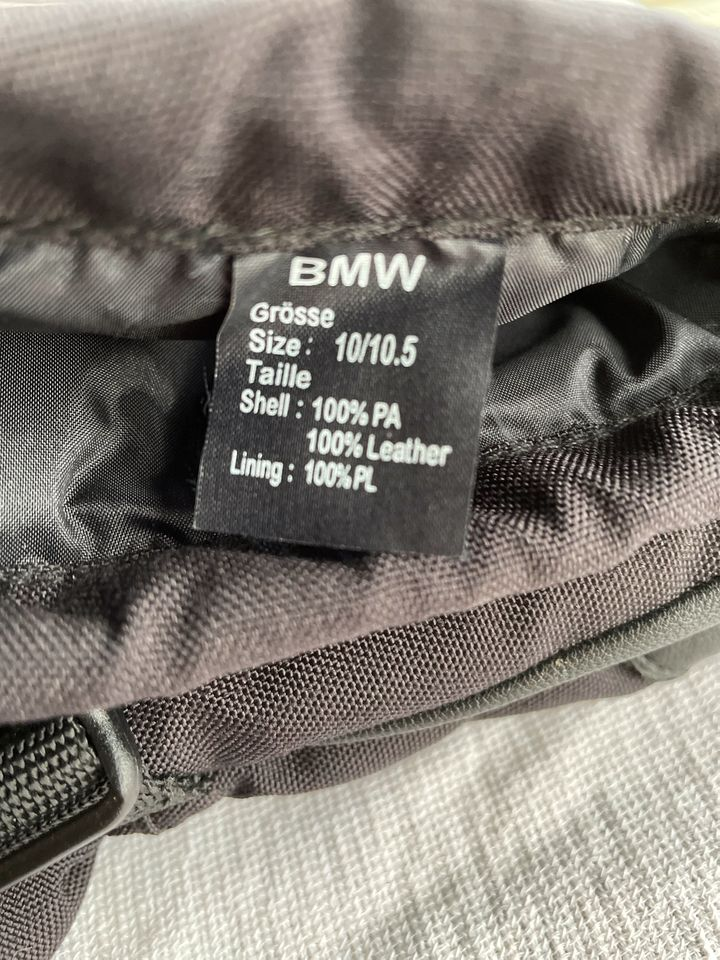 BMW
Grösse
Size : 10/10.5
Taille
Shell : 100% PA
100% Leather
Lining : 100% PL